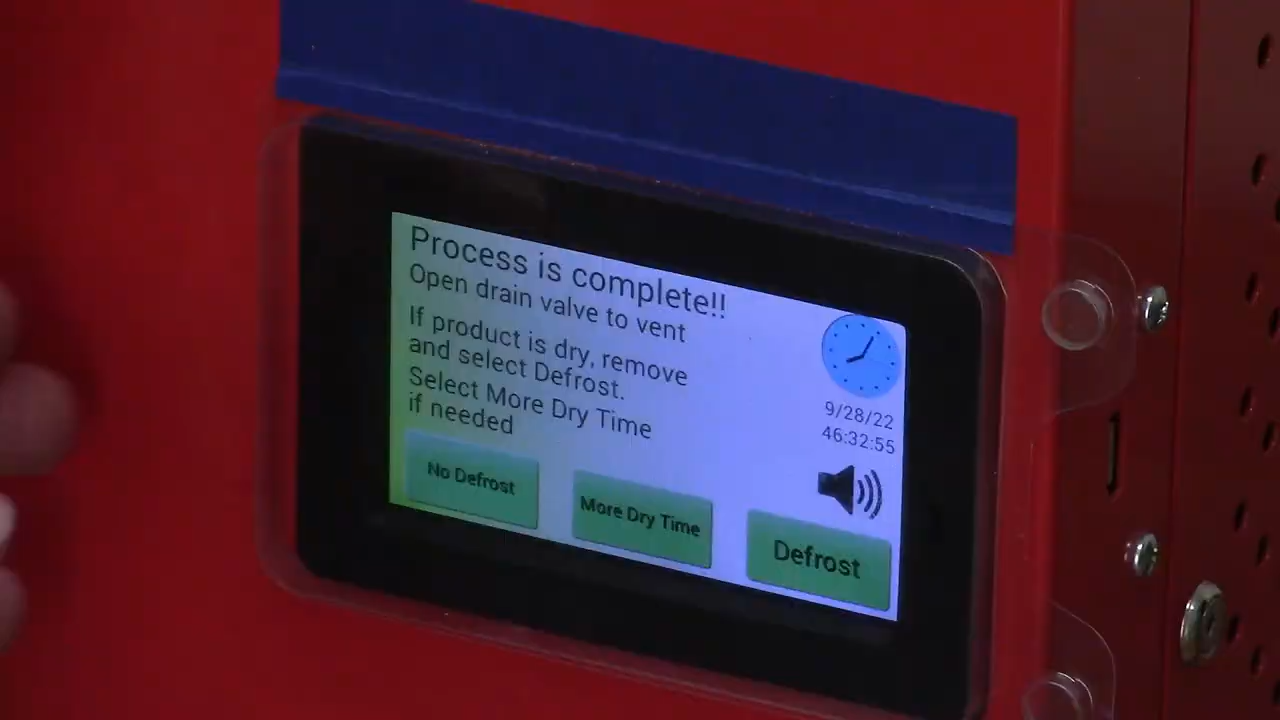 Process is complete!!
Open drain valve to vent
If product is dry, remove
and select Defrost.
Select More Dry Time
if needed
9/28/22
46:32:55
No Defrost
More Dry Time
Defrost